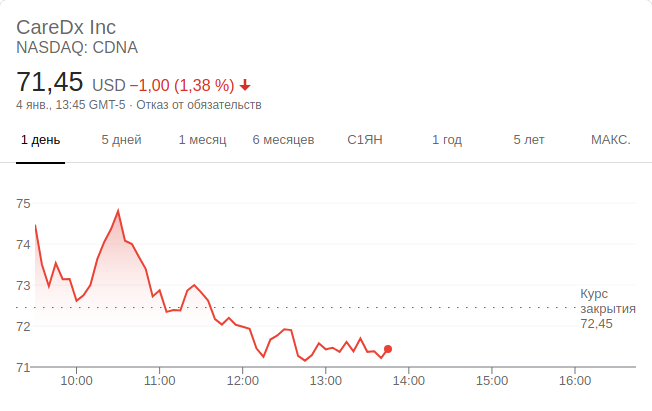 CareDx Inc
NASDAQ: CDNA
71,45 USD −1,00 (1,38 %)
4 янв., 13:45 GMT-5 · Отказ от обязательств
1 день 5 дней 1 месяц 6 месяцев С1ЯН 1 год 5 лет МАКС.
75
74
73
72
71
Курс
закрытия
72,45
10:00 11:00 12:00 13:00 14:00 15:00 16:00